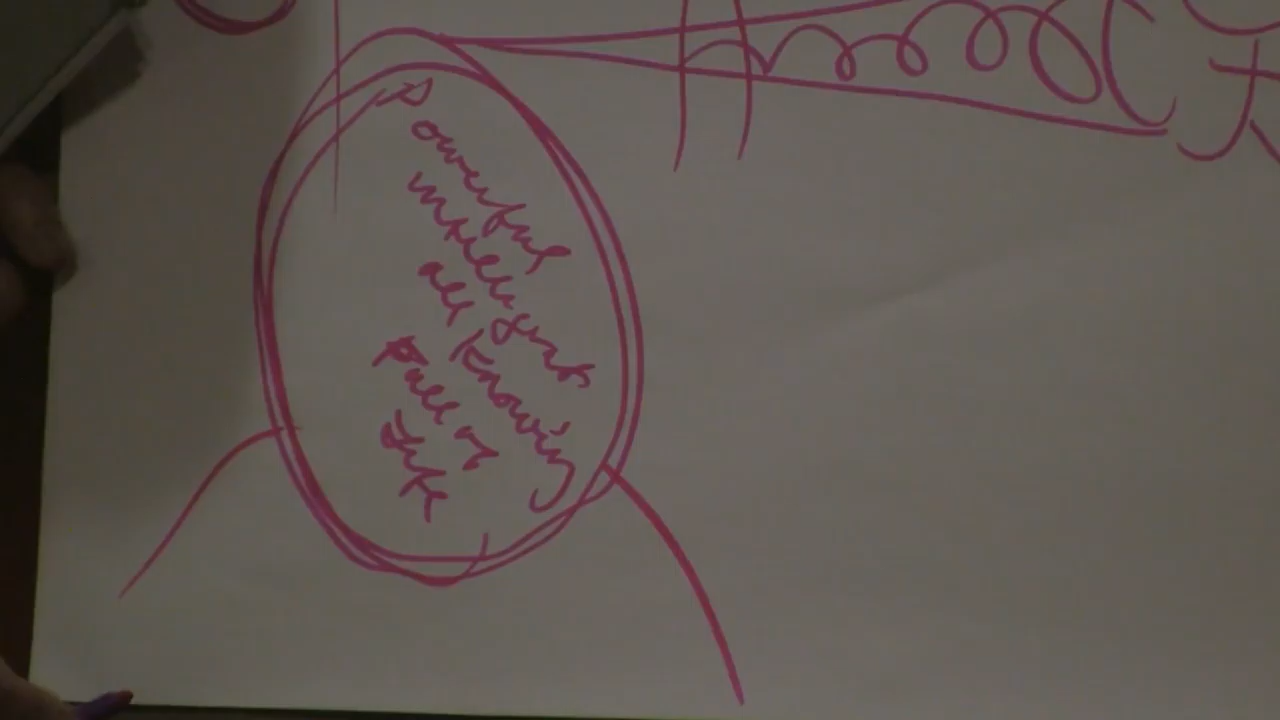 Powerful
intelligent
all knowing
Full of
Life